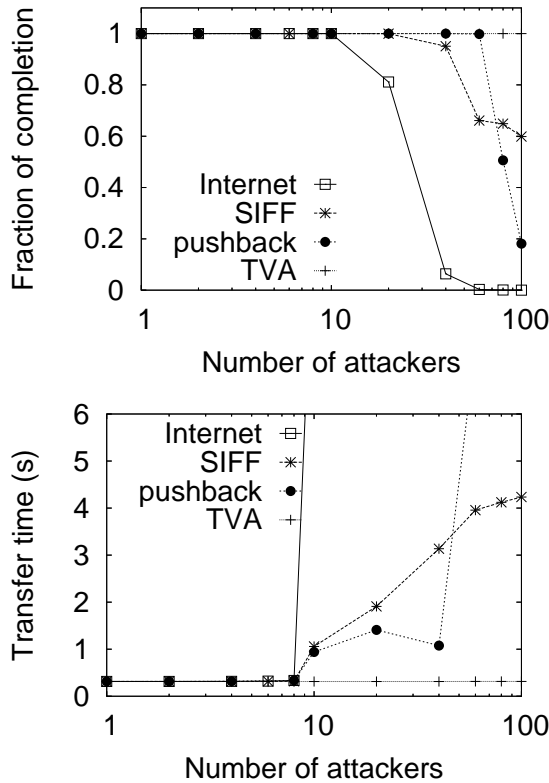 1
0.8
0.6
0.4
0.2
0
Fraction of completion
Internet
SIFF
pushback
TVA
1
10
100
Number of attackers
6
5
4
3
2
1
0
Transfer time (s)
Internet
SIFF
pushback
TVA
1
10
100
Number of attackers